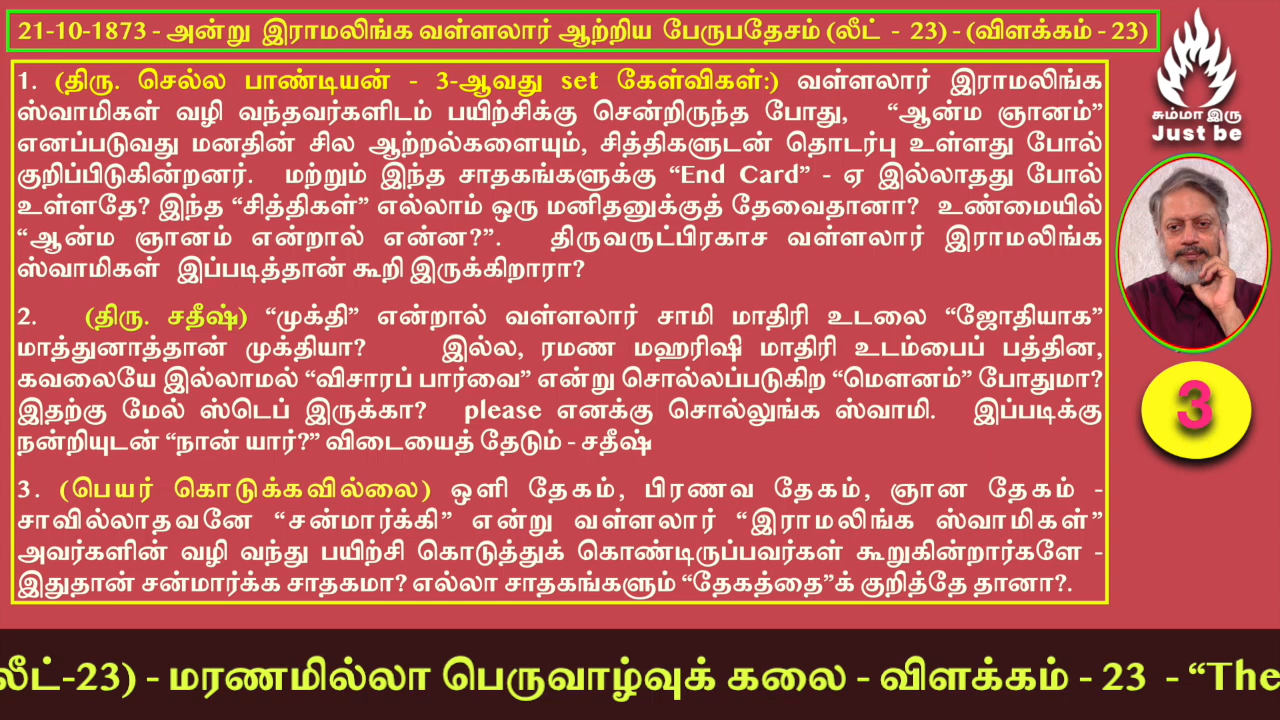 21-10-1873 - அன்று இராமலிங்க வள்ளலார் ஆற்றிய பேருபதேசம் (லீட் - 23) - (விளக்கம் - 23)
1. (திரு. செல்ல பாண்டியன் - 3-ஆவது set கேள்விகள்:) வள்ளலார் இராமலிங்க
ஸ்வாமிகள் வழி வந்தவர்களிடம் பயிற்சிக்கு சென்றிருந்த போது, “ஆன்ம ஞானம்”
எனப்படுவது மனதின் சில ஆற்றல்களையும், சித்திகளுடன் தொடர்பு உள்ளது போல்
குறிப்பிடுகின்றனர். மற்றும் இந்த சாதகங்களுக்கு “End Card” - ஏ இல்லாதது போல்
உள்ளதே? இந்த “சித்திகள்” எல்லாம் ஒரு மனிதனுக்குத் தேவைதானா? உண்மையில்
“ஆன்ம ஞானம் என்றால் என்ன?”. திருவருட்பிரகாச வள்ளலார் இராமலிங்க
ஸ்வாமிகள் இப்படித்தான் கூறி இருக்கிறாரா?
2. (திரு. சதீஷ்) “முக்தி” என்றால் வள்ளலார் சாமி மாதிரி உடலை “ஜோதியாக”
மாத்துனாத்தான் முக்தியா? இல்ல, ரமண மஹரிஷி மாதிரி உடம்பைப் பத்தின,
கவலையே இல்லாமல் “விசாரப் பார்வை” என்று சொல்லப்படுகிற “மௌனம்” போதுமா?
இதற்கு மேல் ஸ்டெப் இருக்கா? please எனக்கு சொல்லுங்க ஸ்வாமி. இப்படிக்கு
நன்றியுடன் “நான் யார்?” விடையைத் தேடும் - சதீஷ்
3. (பெயர் கொடுக்கவில்லை) ஒளி தேகம், பிரணவ தேகம், ஞான தேகம் -
சாவில்லாதவனே “சன்மார்க்கி” என்று வள்ளலார் “இராமலிங்க ஸ்வாமிகள்”
அவர்களின் வழி வந்து பயிற்சி கொடுத்துக் கொண்டிருப்பவர்கள் கூறுகின்றார்களே -
இதுதான் சன்மார்க்க சாதகமா? எல்லா சாதகங்களும் “தேகத்தை”க் குறித்தே தானா?.
சும்மா இரு
Just be
3
லீட்-23) - மரணமில்லா பெருவாழ்வுக் கலை - விளக்கம் - 23 - “The